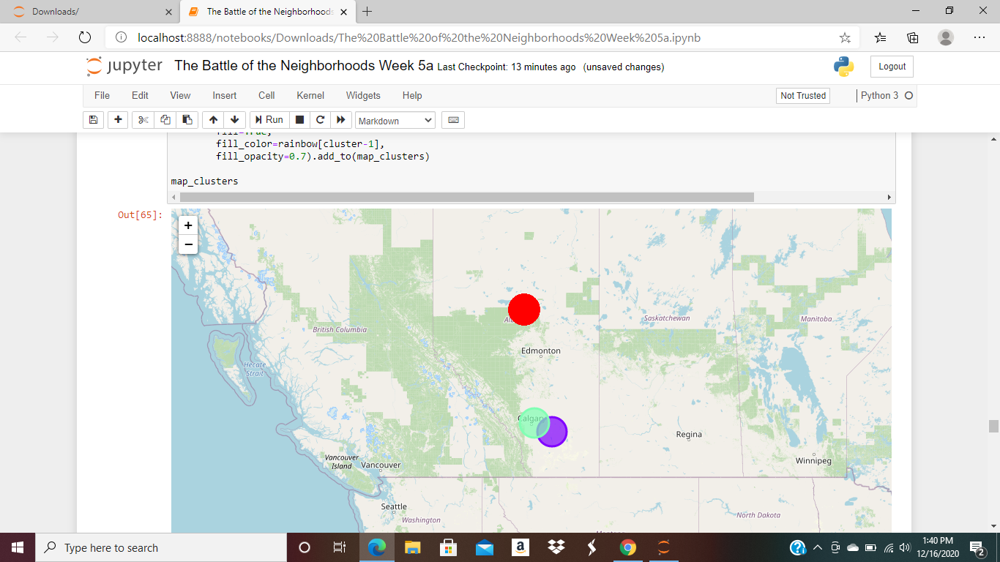 Downloads/
The Battle of the Neighborhoods
localhost:8888/notebooks/Downloads/The%20Battle%20of%20the%20Neighborhoods%20Week%205a.ipynb
jupyter The Battle of the Neighborhoods Week 5a Last Checkpoint: 13 minutes ago (unsaved changes)
Logout
File Edit View Insert Cell Kernel Widgets Help
Not Trusted
Python 3
Run
Markdown
fill=True,
fill_color=rainbow[cluster-1],
fill_opacity=0.7).add_to(map_clusters)
map_clusters
Out[65]:
+
−
British Columbia
Saskatchewan
Manitoba
Edmonton
Hecate
Strait
Calgary
Regina
Vancouver
Island
Vancouver
Winnipeg
Seattle
Washington
North Dakota
Type here to search
a
1:40 PM
12/16/2020
2